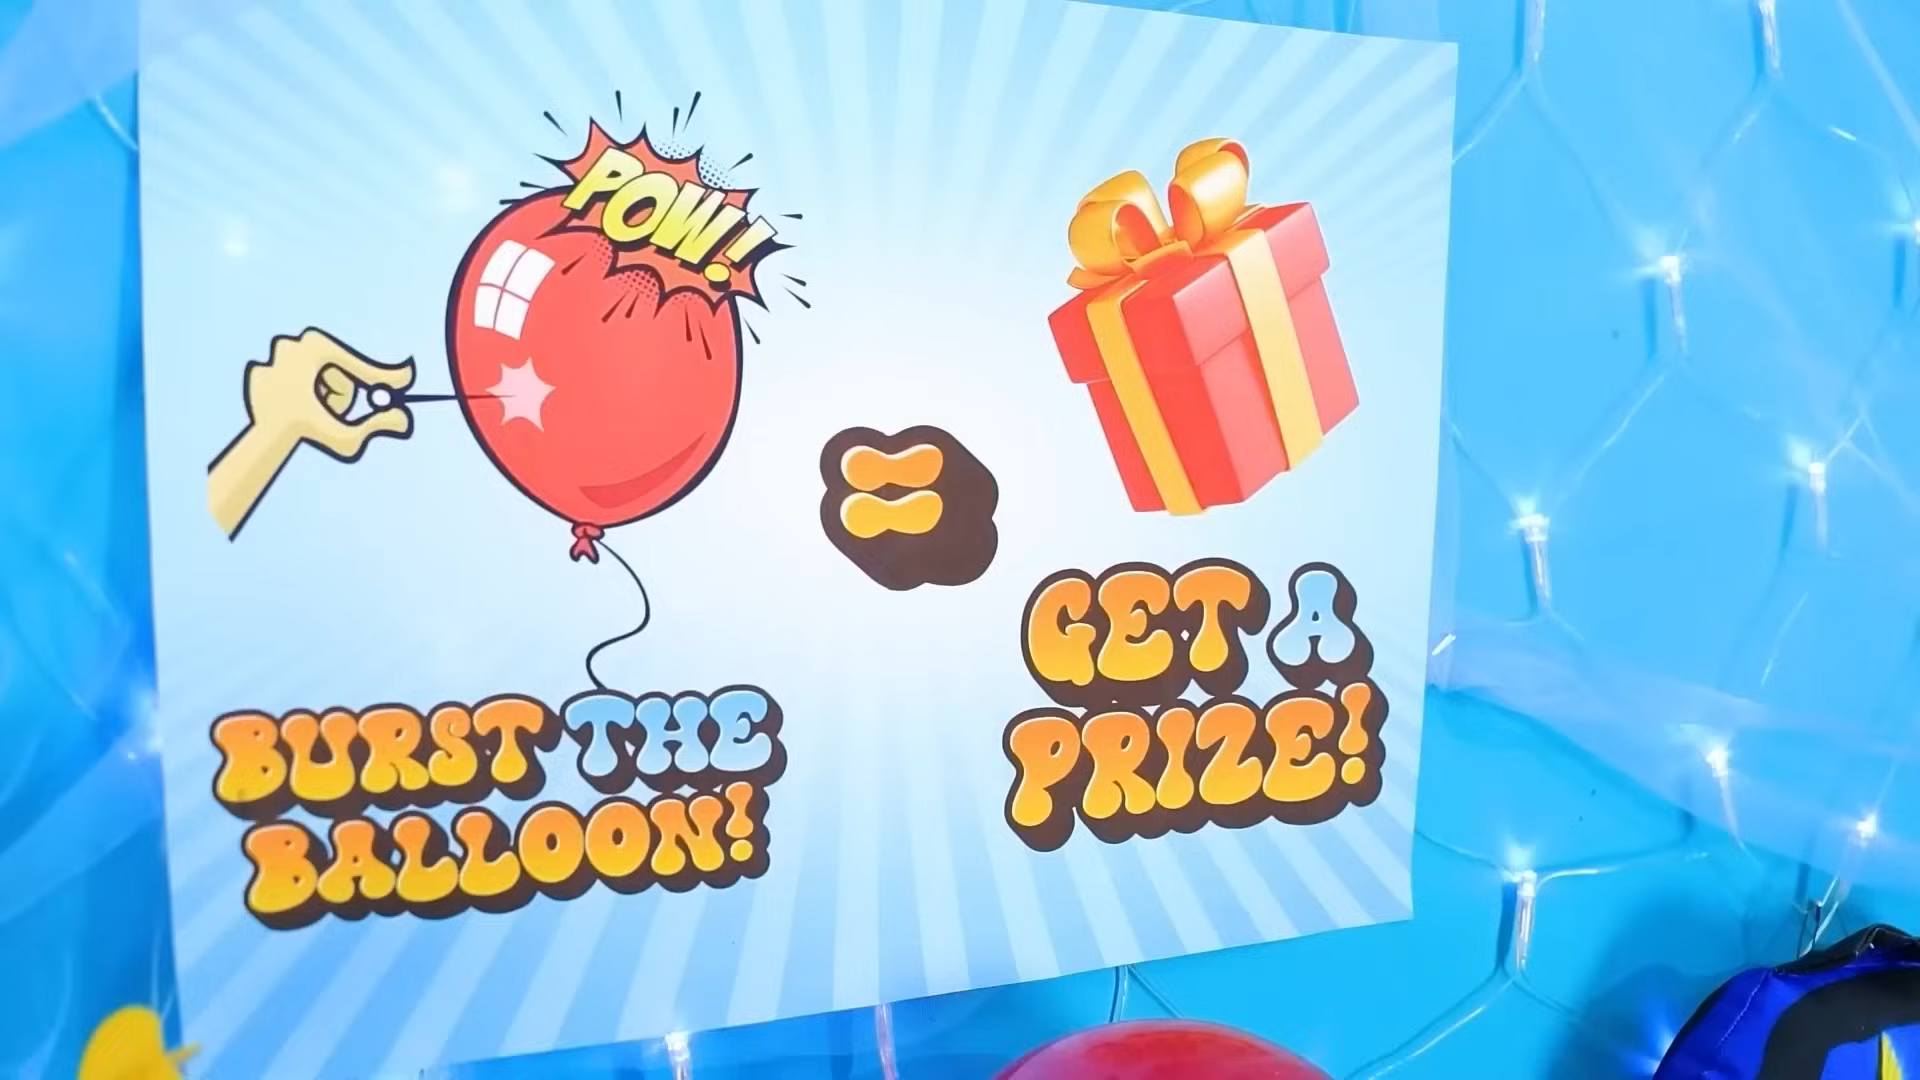 POW!
=
BURST THE
BALLOON!
GET A
PRIZE!